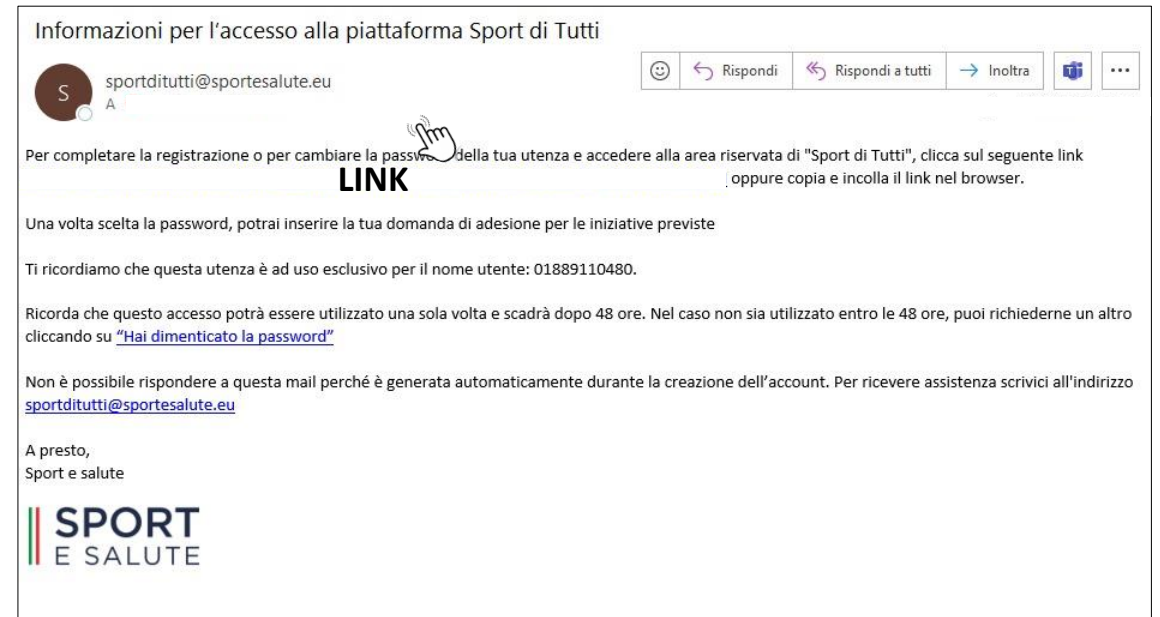 Informazioni per l'accesso alla piattaforma Sport di Tutti
S
sportditutti@sportesalute.eu
A
Rispondi
Rispondi a tutti
Inoltra
Per completare la registrazione o per cambiare la password della tua utenza e accedere alla area riservata di "Sport di Tutti", clicca sul seguente link
LINK oppure copia e incolla il link nel browser.
Una volta scelta la password, potrai inserire la tua domanda di adesione per le iniziative previste
Ti ricordiamo che questa utenza è ad uso esclusivo per il nome utente: 01889110480.
Ricorda che questo accesso potrà essere utilizzato una sola volta e scadrà dopo 48 ore. Nel caso non sia utilizzato entro le 48 ore, puoi richiederne un altro
cliccando su "Hai dimenticato la password"
Non è possibile rispondere a questa mail perché è generata automaticamente durante la creazione dell'account. Per ricevere assistenza scrivici all'indirizzo
sportditutti@sportesalute.eu
A presto,
Sport e salute
SPORT
E SALUTE